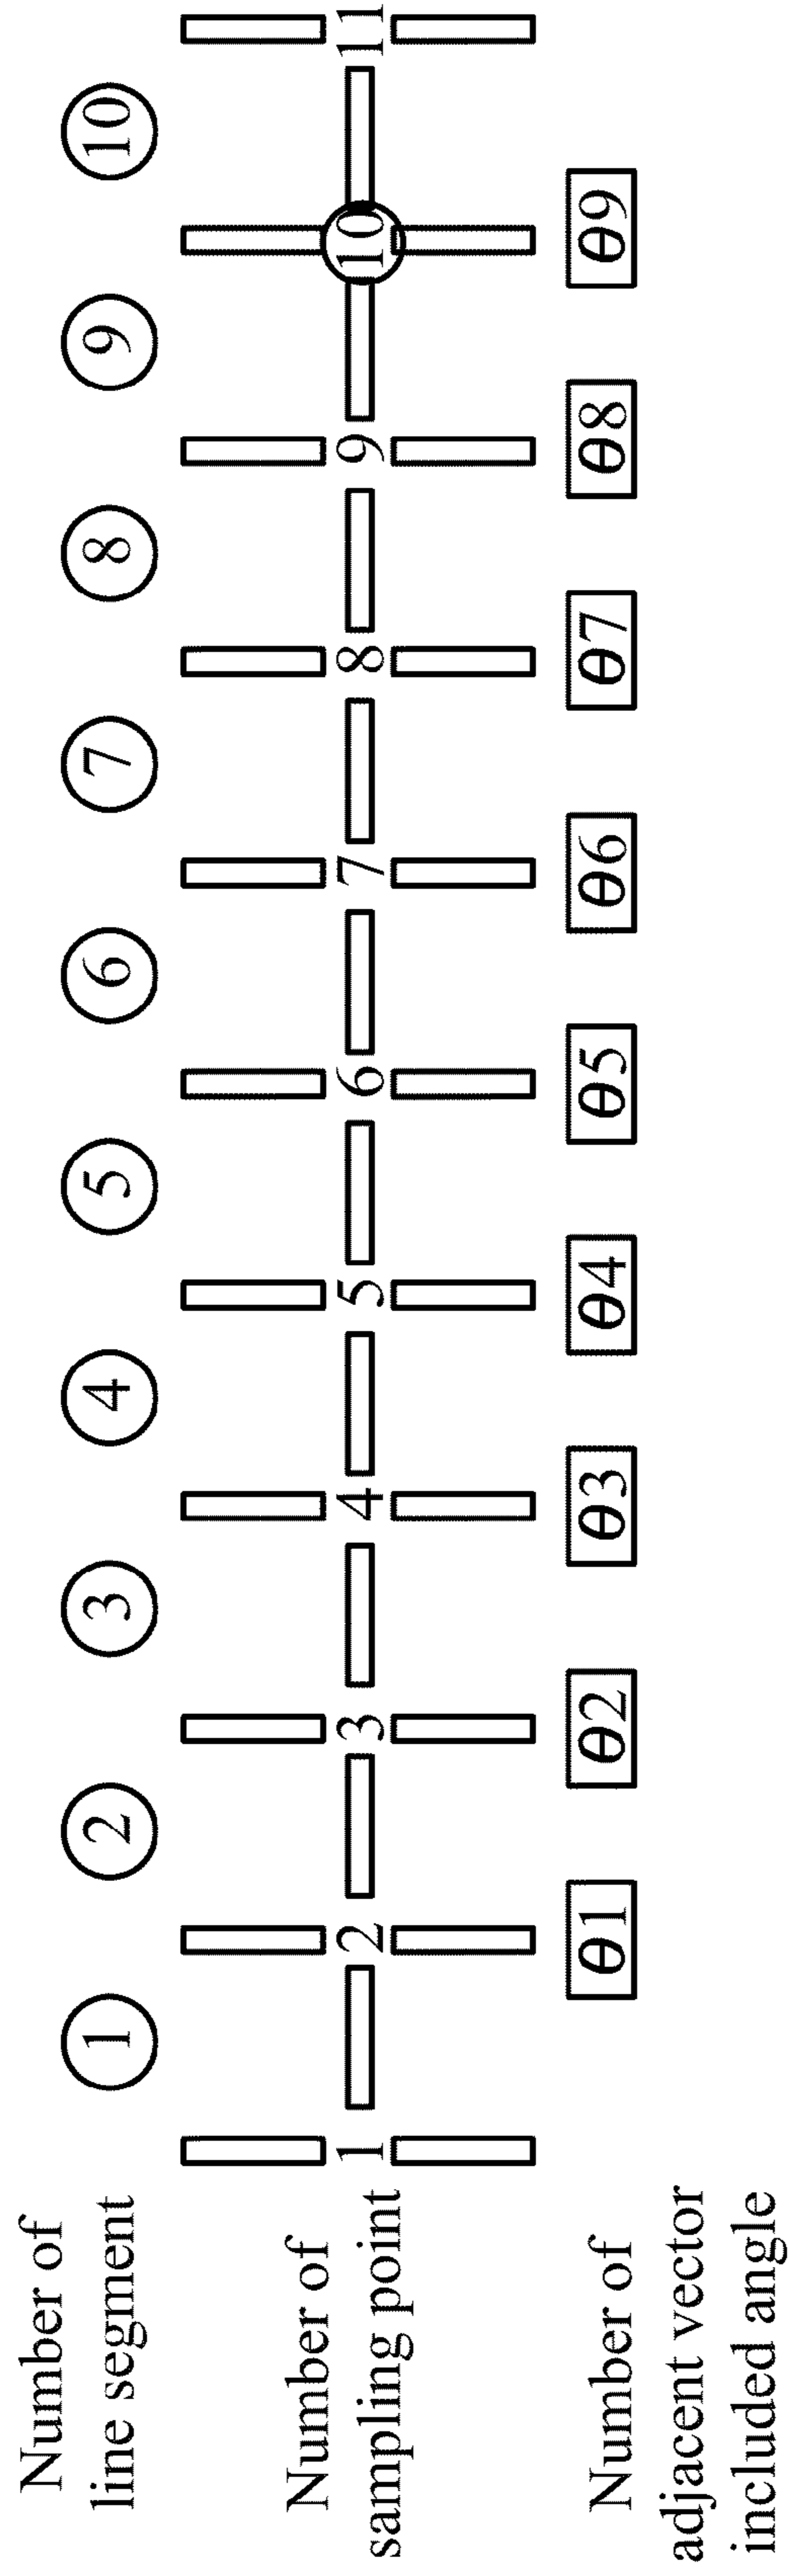 Number of
line segment
1 2 3 4 5 6 7 8 9 10
Number of
sampling point
1 2 3 4 5 6 7 8 9 10 11
Number of
adjacent vector
included angle
θ1 θ2 θ3 θ4 θ5 θ6 θ7 θ8 θ9